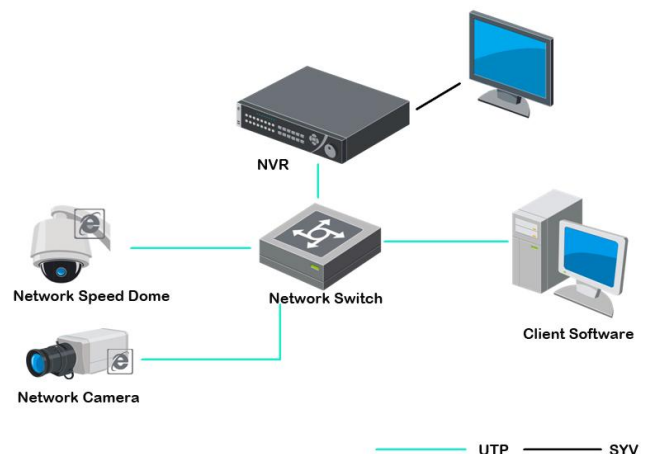 NVR
Network Speed Dome
Network Switch
Client Software
Network Camera
UTP SYV